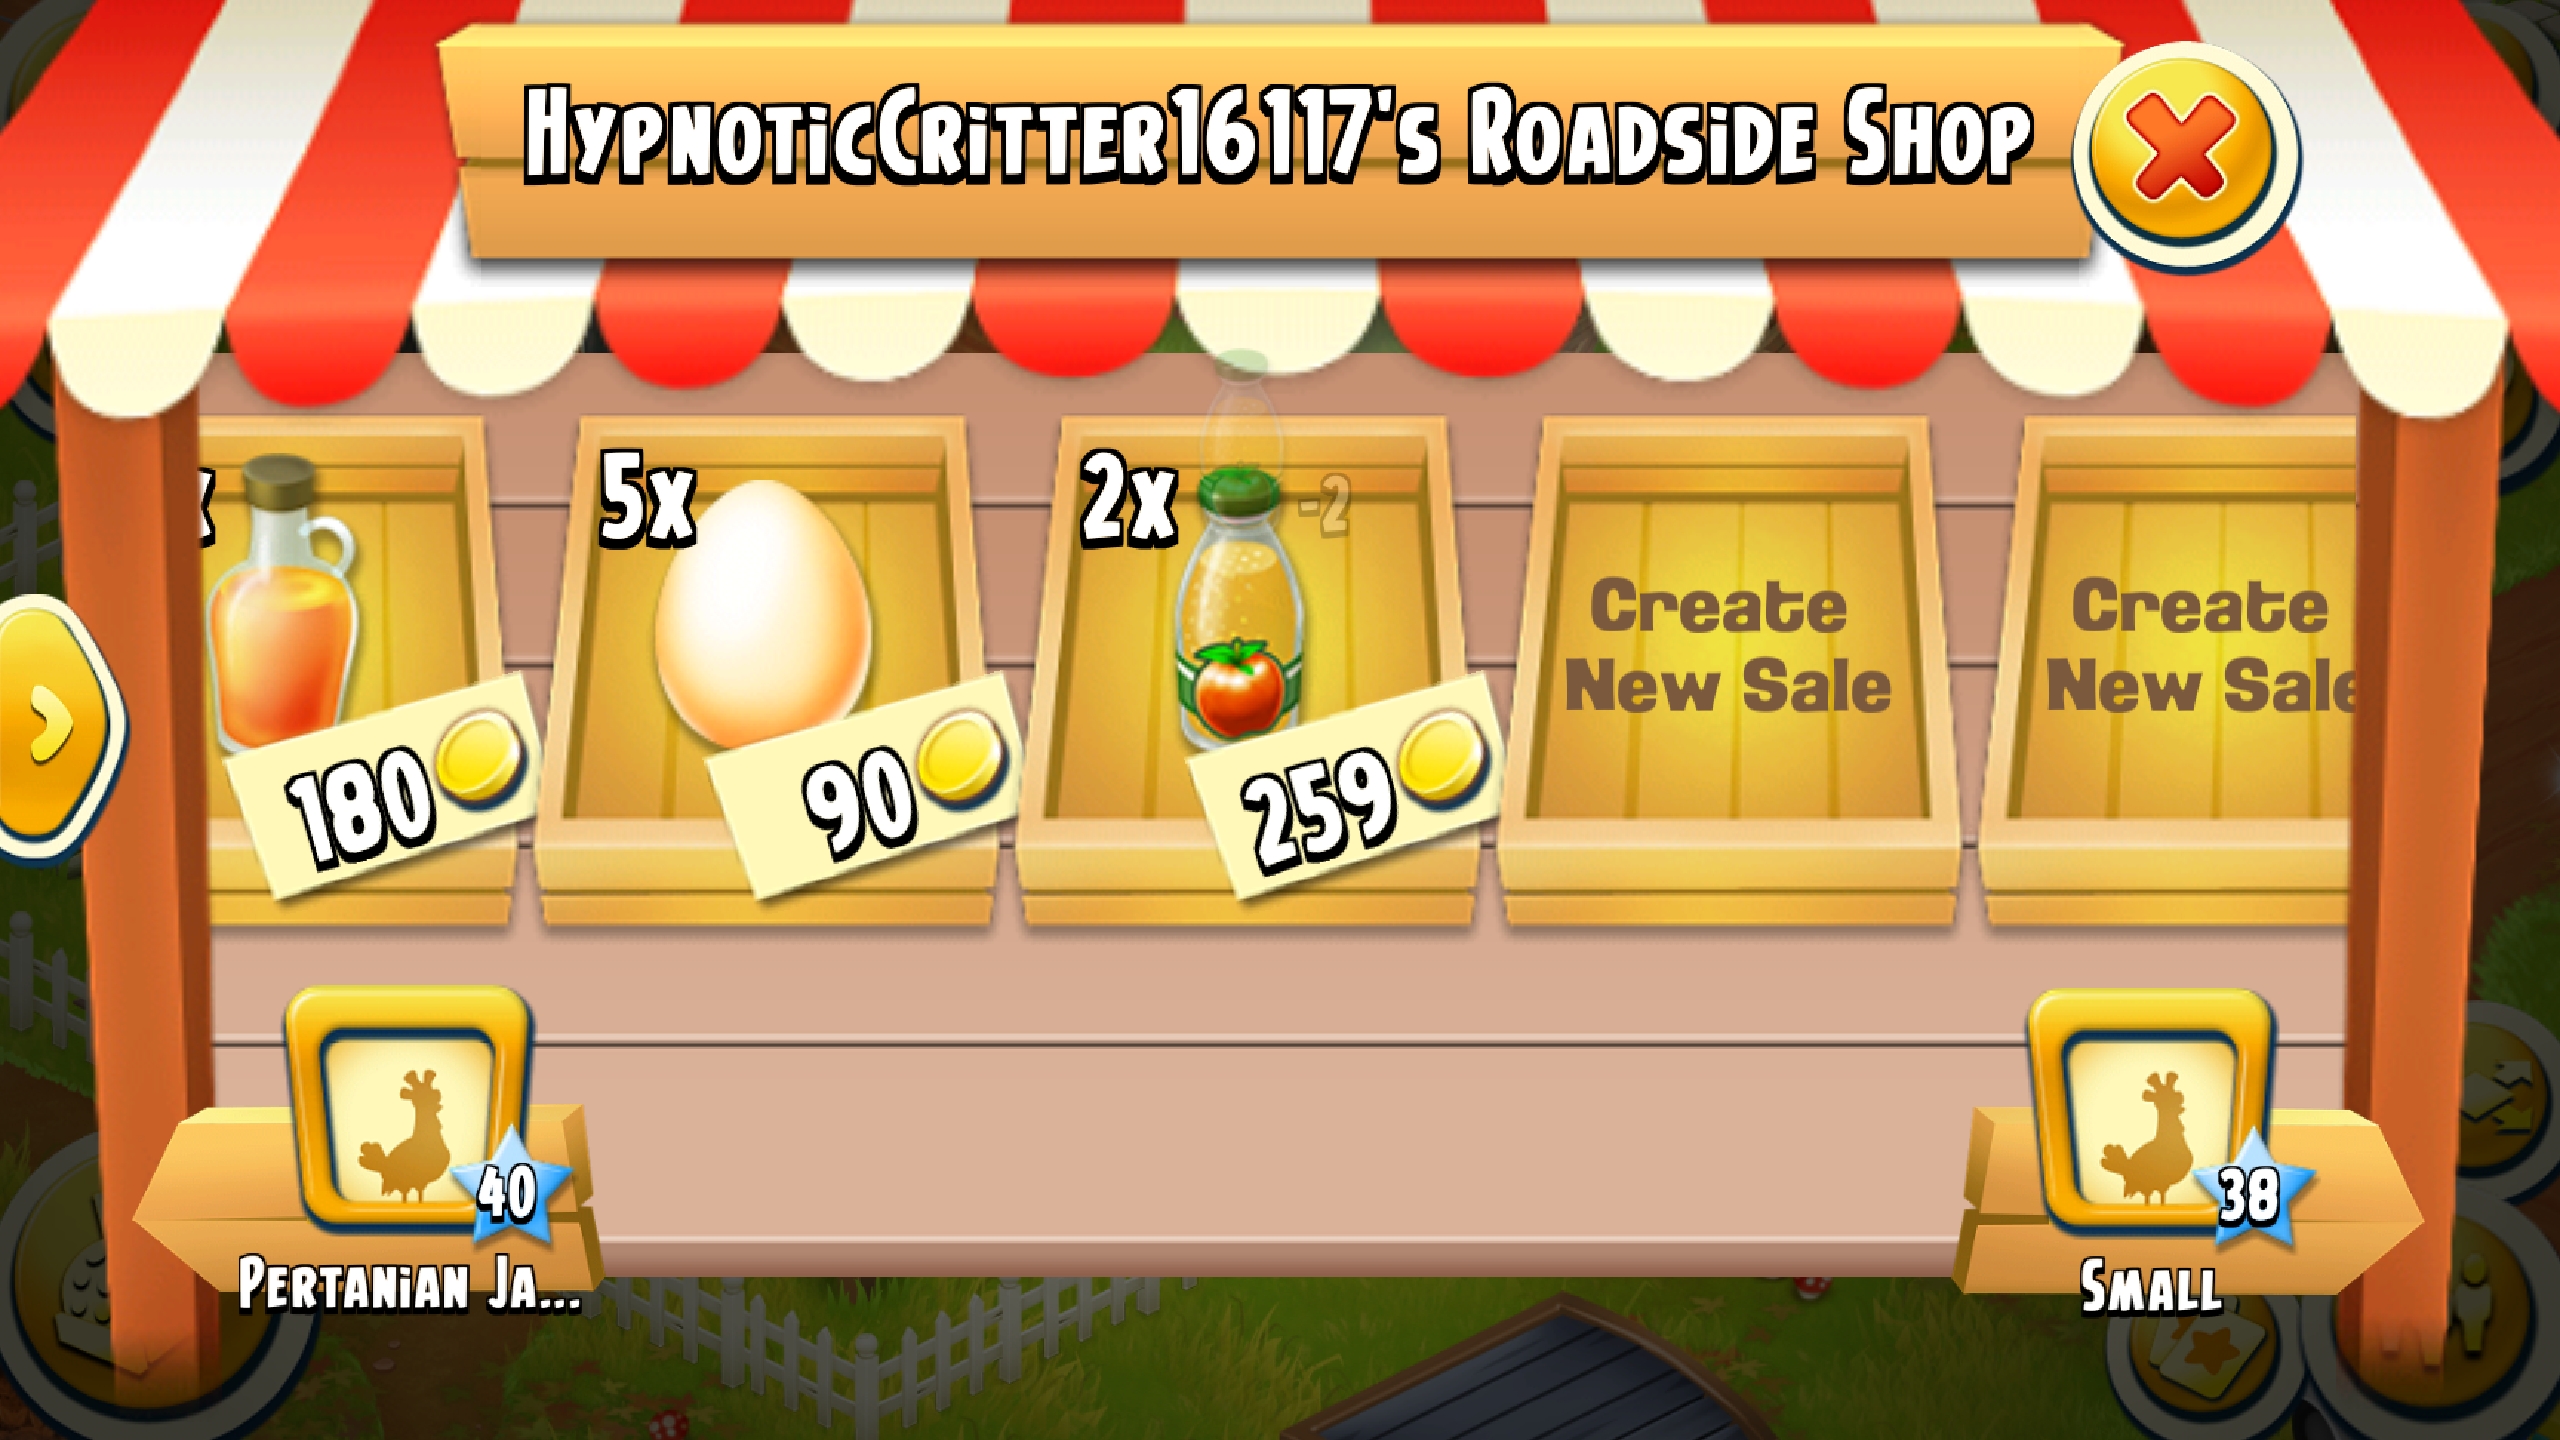 HypnoticCritter16117's Roadside Shop
5x
2x
-2
Create
New Sale
Create
New Sale
180
90
259
40
38
Pertanian Ja...
Small